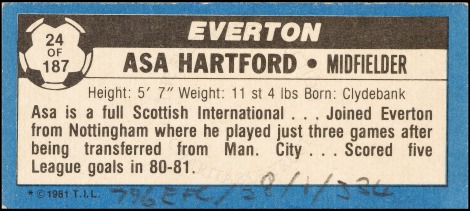 EVERTON
24
OF
187
ASA HARTFORD • MIDFIELDER
Height: 5' 7" Weight: 11 st 4 lbs Born: Clydebank
Asa is a full Scottish International . . . Joined Everton
from Nottingham where he played just three games after
being transferred from Man. City . . . Scored five
League goals in 80-81.
* © 1981 T.I.L.